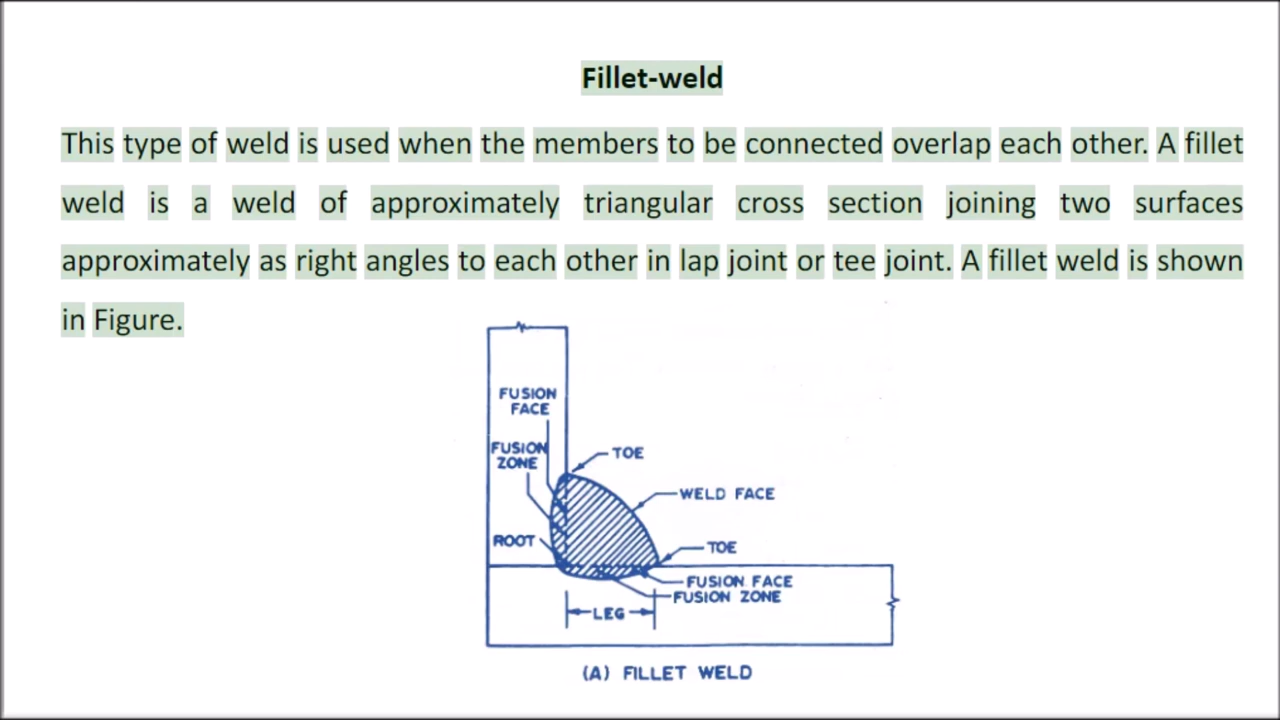 Fillet-weld
This type of weld is used when the members to be connected overlap each other. A fillet
weld is a weld of approximately triangular cross section joining two surfaces
approximately as right angles to each other in lap joint or tee joint. A fillet weld is shown
in Figure.
FUSION
FACE
FUSION
ZONE
TOE
WELD FACE
ROOT
TOE
FUSION FACE
FUSION ZONE
LEG
(A) FILLET WELD